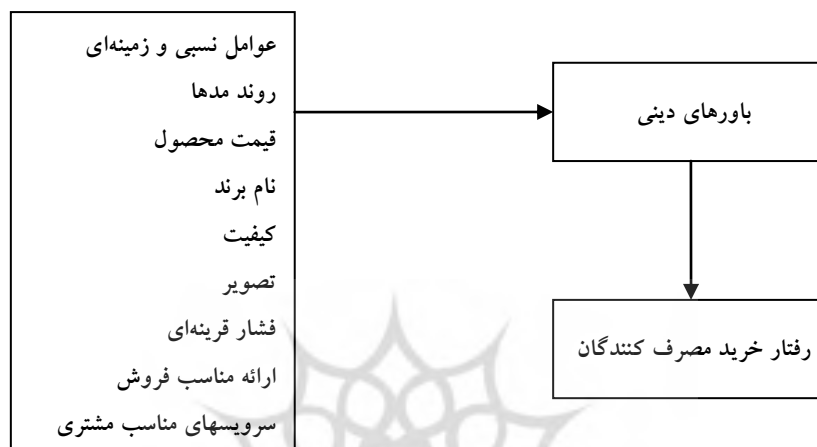 عوامل نسبی و زمینه‌ای
روند مدها
قیمت محصول
نام برند
کیفیت
تصویر
فشار قرینه‌ای
ارائه مناسب فروش
سرویسهای مناسب مشتری
باورهای دینی
رفتار خرید مصرف کنندگان